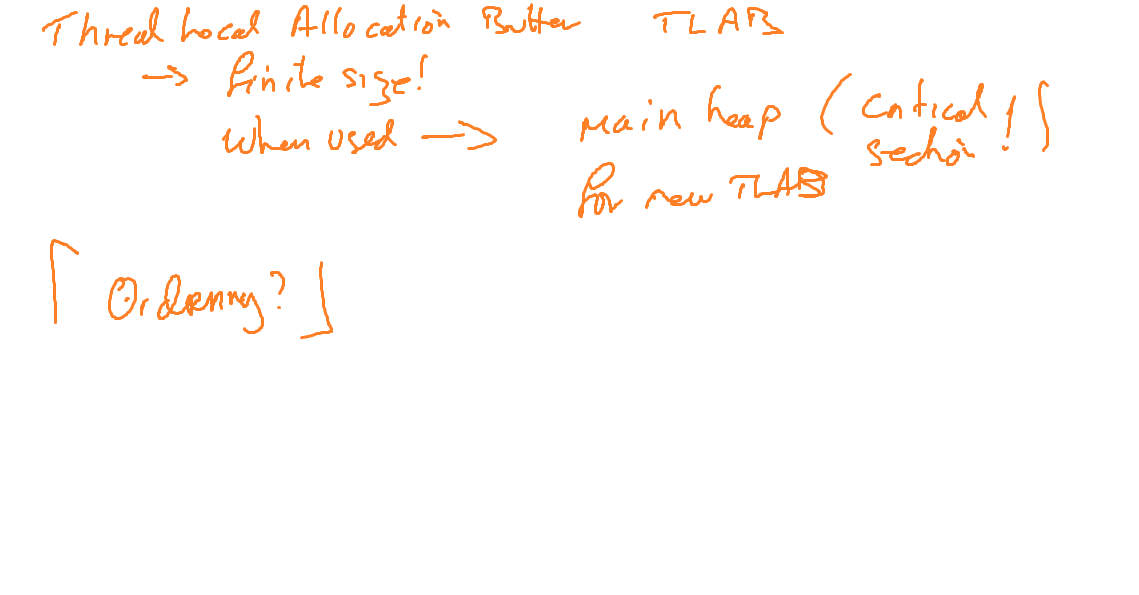 Thread Local Allocation Buffer TLAB
→ finite size!
When used → main heap (critical section!)
for new TLAB
[Ordering?]